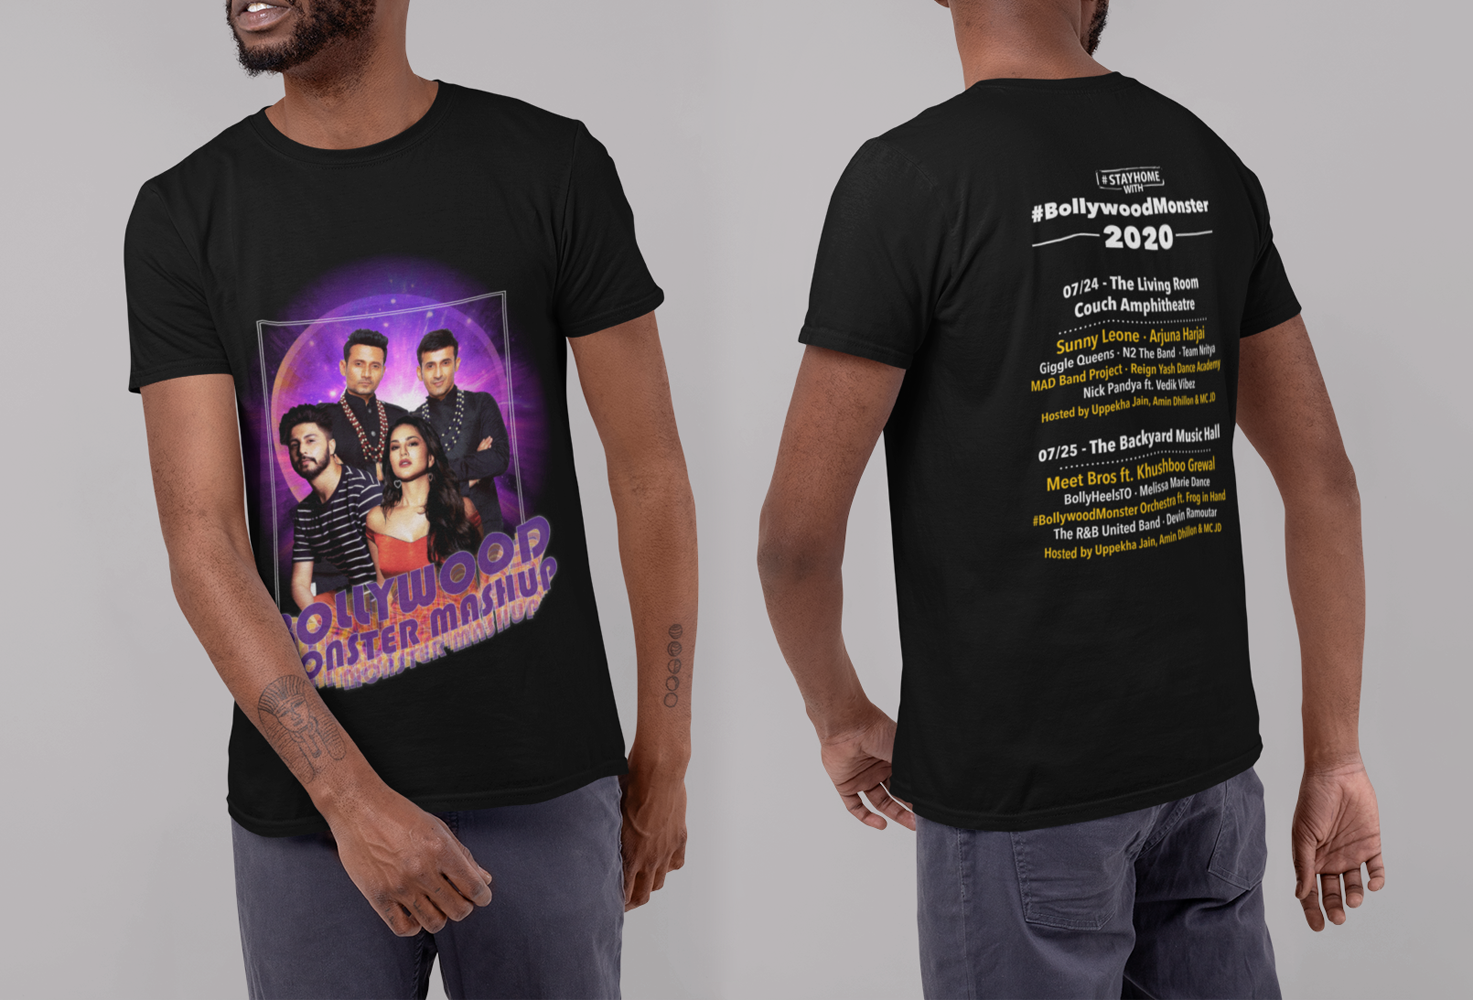 BOLLYWOOD
MONSTER MASHUP
MONSTER MASHUP
#STAYHOME
WITH
#BollywoodMonster
2020
07/24 - The Living Room
Couch Amphitheatre
Sunny Leone · Arjuna Harjai
Giggle Queens · N2 The Band · Team Nritya
MAD Band Project · Reign Yash Dance Academy
Nick Pandya ft. Vedik Vibez
Hosted by Uppekha Jain, Amin Dhillon & MC JD
07/25 - The Backyard Music Hall
Meet Bros ft. Khushboo Grewal
BollyHeelsTO · Melissa Marie Dance
#BollywoodMonster Orchestra ft. Frog in Hand
The R&B United Band · Devin Ramoutar
Hosted by Uppekha Jain, Amin Dhillon & MC JD